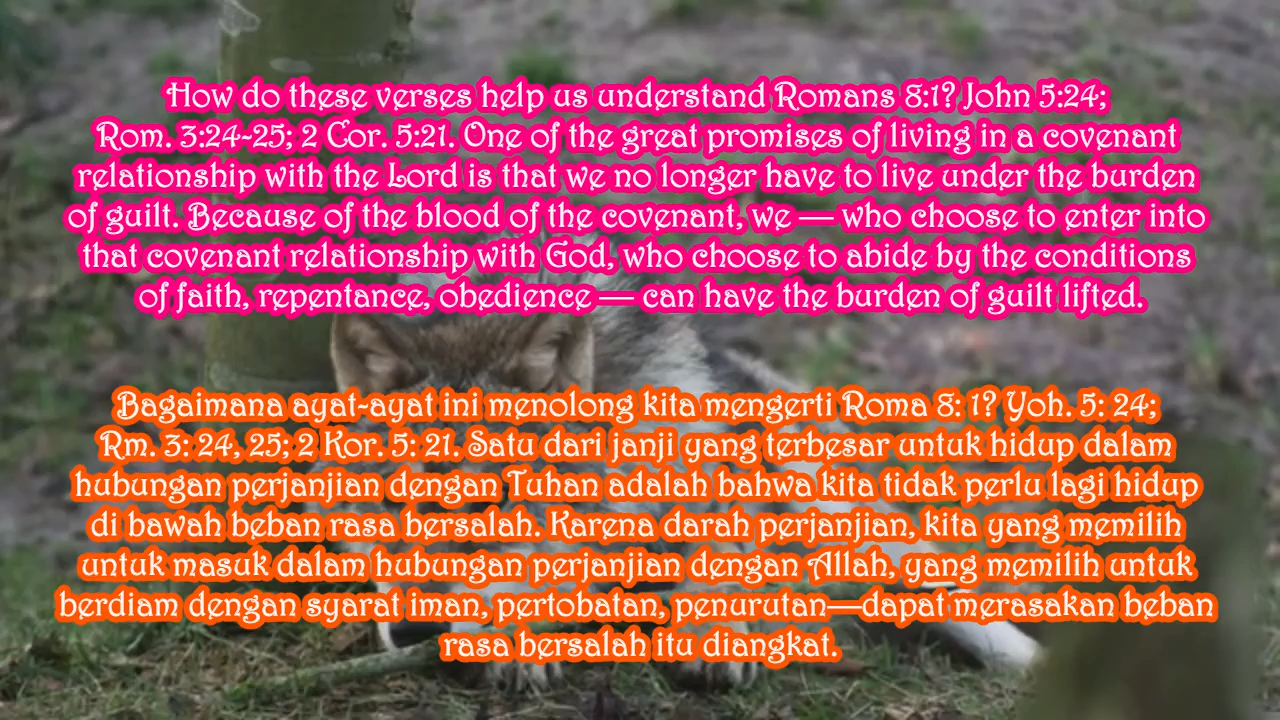 How do these verses help us understand Romans 8:1? John 5:24;
Rom. 3:24-25; 2 Cor. 5:21. One of the great promises of living in a covenant
relationship with the Lord is that we no longer have to live under the burden
of guilt. Because of the blood of the covenant, we — who choose to enter into
that covenant relationship with God, who choose to abide by the conditions
of faith, repentance, obedience — can have the burden of guilt lifted.
Bagaimana ayat-ayat ini menolong kita mengerti Roma 8: 1? Yoh. 5: 24;
Rm. 3: 24, 25; 2 Kor. 5: 21. Satu dari janji yang terbesar untuk hidup dalam
hubungan perjanjian dengan Tuhan adalah bahwa kita tidak perlu lagi hidup
di bawah beban rasa bersalah. Karena darah perjanjian, kita yang memilih
untuk masuk dalam hubungan perjanjian dengan Allah, yang memilih untuk
berdiam dengan syarat iman, pertobatan, penurutan—dapat merasakan beban
rasa bersalah itu diangkat.